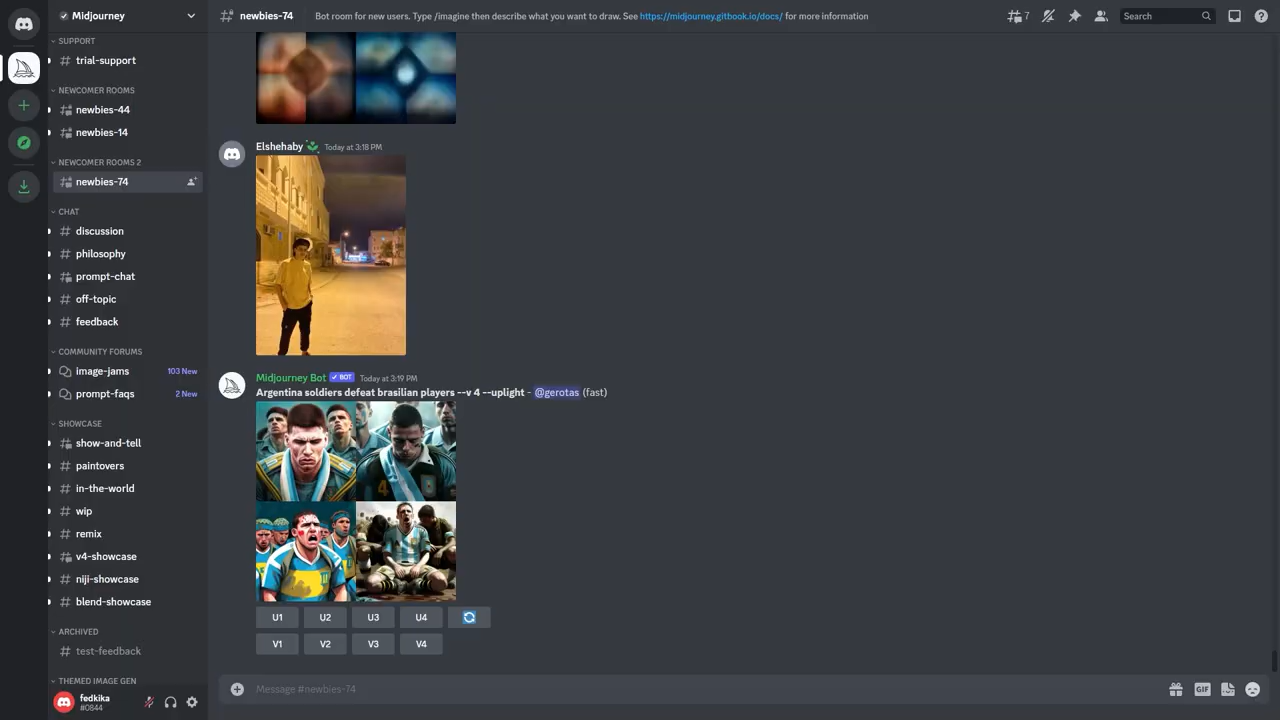 Midjourney
newbies-74
Bot room for new users. Type /imagine then describe what you want to draw. See https://midjourney.gitbook.io/docs/ for more information
7
Search
SUPPORT
trial-support
NEWCOMER ROOMS
newbies-44
newbies-14
NEWCOMER ROOMS 2
newbies-74
CHAT
discussion
philosophy
prompt-chat
off-topic
feedback
COMMUNITY FORUMS
image-jams 103 New
prompt-faqs 2 New
SHOWCASE
show-and-tell
paintovers
in-the-world
wip
remix
v4-showcase
niji-showcase
blend-showcase
ARCHIVED
test-feedback
THEMED IMAGE GEN
fedkika
#0844
Elshehaby Today at 3:18 PM
Midjourney Bot BOT Today at 3:19 PM
Argentina soldiers defeat brasilian players --v 4 --uplight - @gerotas (fast)
U1 U2 U3 U4
V1 V2 V3 V4
Message #newbies-74
GIF